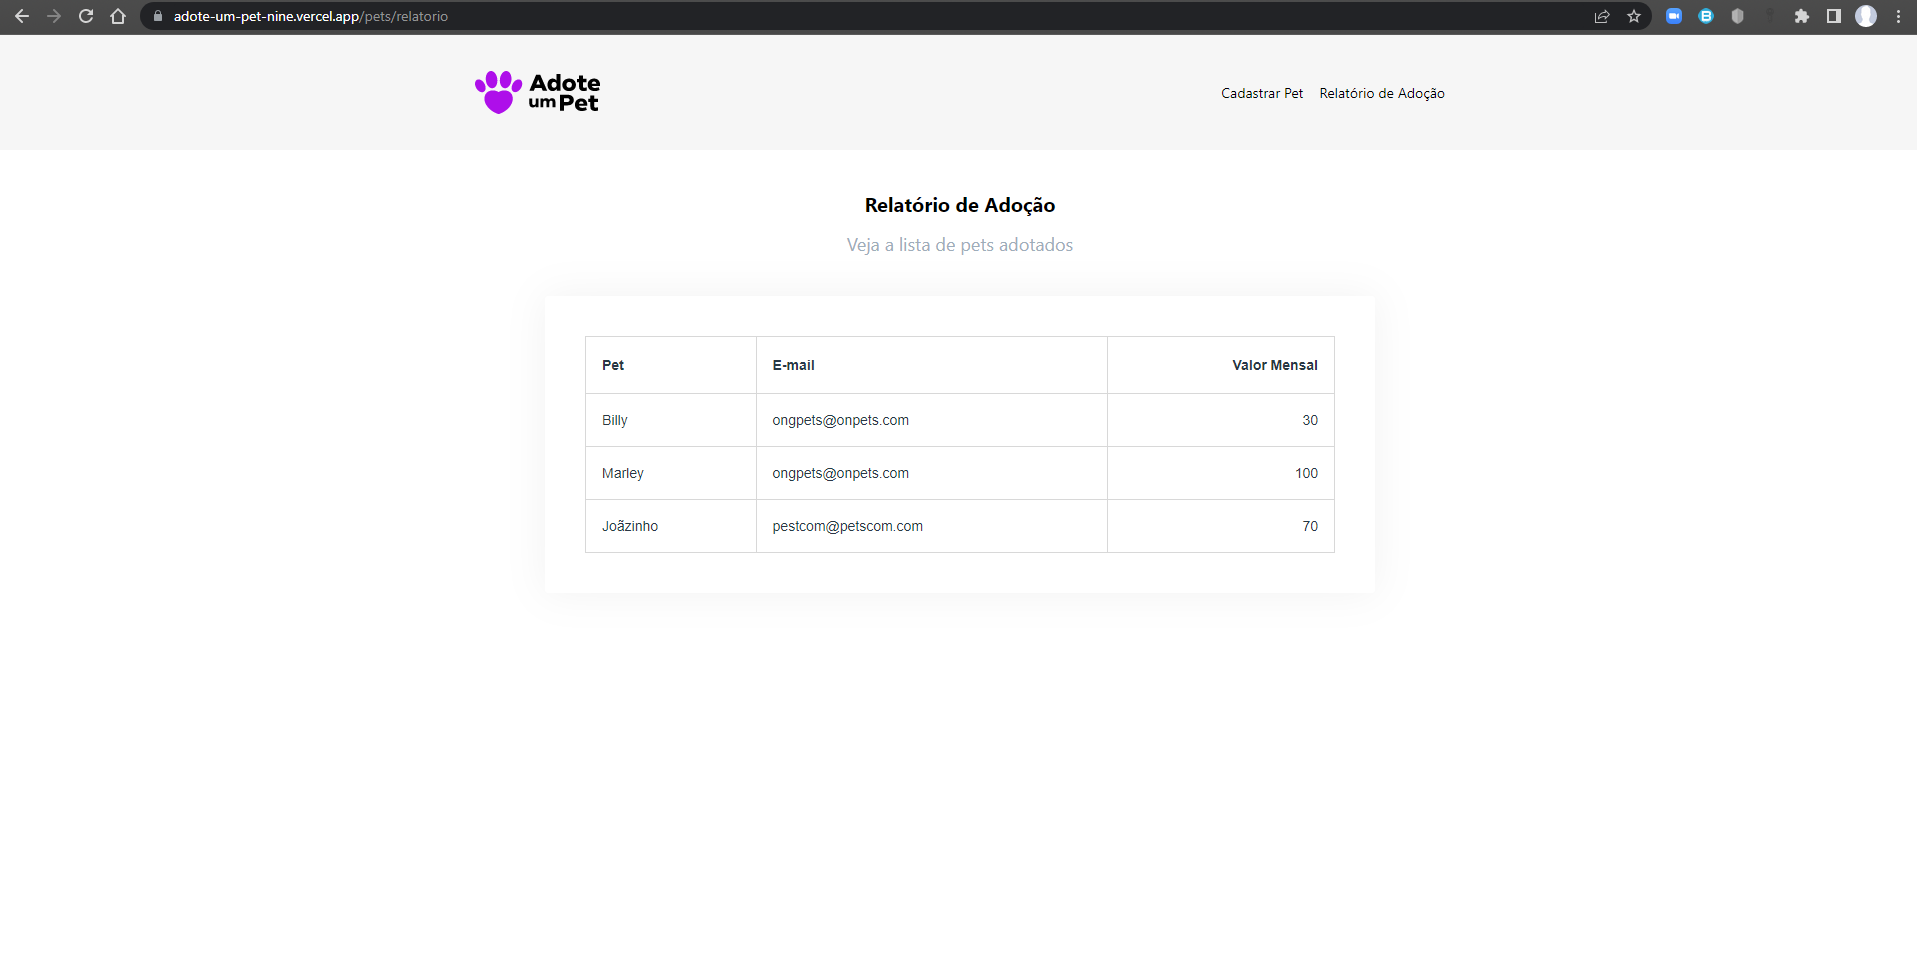 adote-um-pet-nine.vercel.app/pets/relatorio
Adote
um Pet
Cadastrar Pet Relatório de Adoção
Relatório de Adoção
Veja a lista de pets adotados
Pet E-mail Valor Mensal
Billy ongpets@onpets.com 30
Marley ongpets@onpets.com 100
Joãzinho pestcom@petscom.com 70